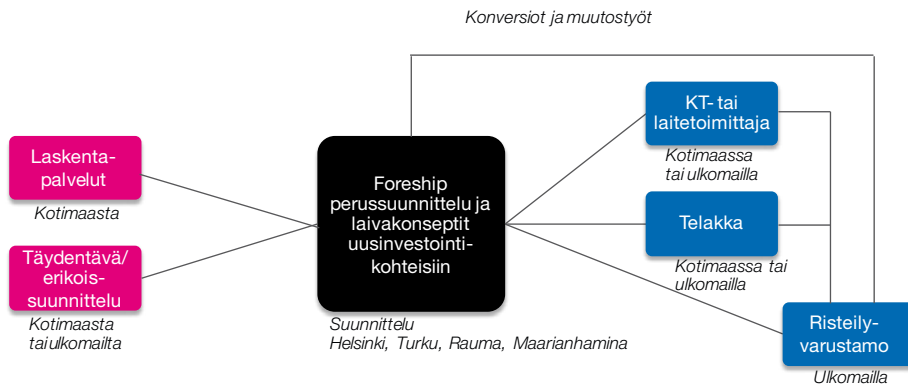 Konversiot ja muutostyöt
Laskenta-
palvelut
Kotimaasta
Täydentävä/
erikois-
suunnittelu
Kotimaasta
tai ulkomailta
Foreship
perussuunnittelu ja
laivakonseptit
uusinvestointi-
kohteisiin
Suunnittelu
Helsinki, Turku, Rauma, Maarianhamina
KT- tai
laitetoimittaja
Kotimaassa
tai ulkomailla
Telakka
Kotimaassa tai
ulkomailla
Risteily-
varustamo
Ulkomailla